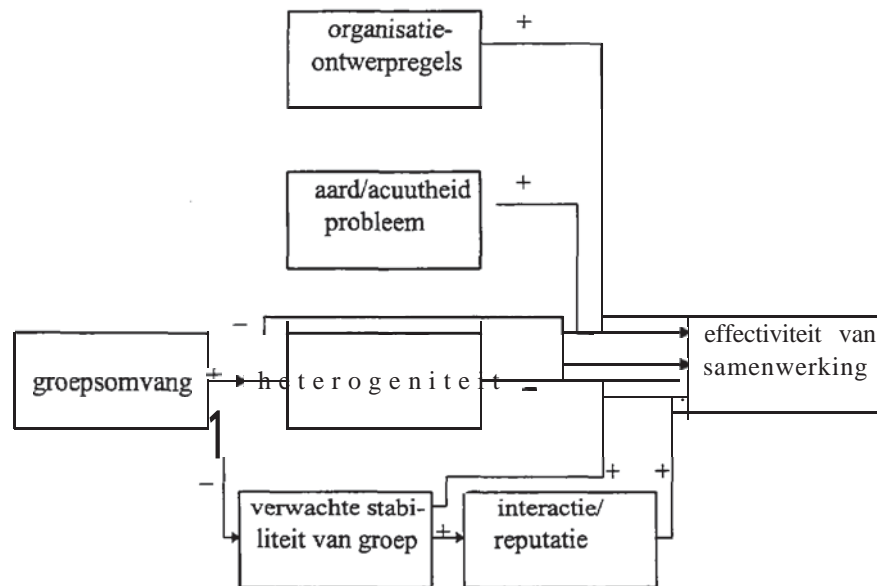 +
organisatie-
ontwerpregels
+
aard/acuutheid
probleem
–
effectiviteit van
samenwerking
groepsomvang
+
heterogeniteit
–
–
+
+
verwachte stabi-
liteit van groep
+
interactie/
reputatie